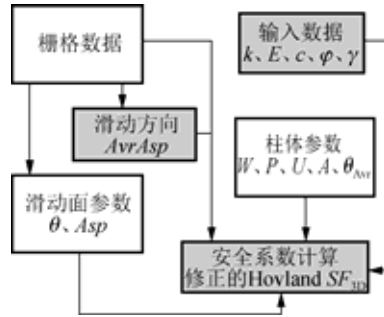 栅格数据
输入数据
k、E、c、φ、γ
滑动方向
AvrAsp
柱体参数
W、P、U、A、θAvr
滑动面参数
θ、Asp
安全系数计算
修正的Hovland SF3D